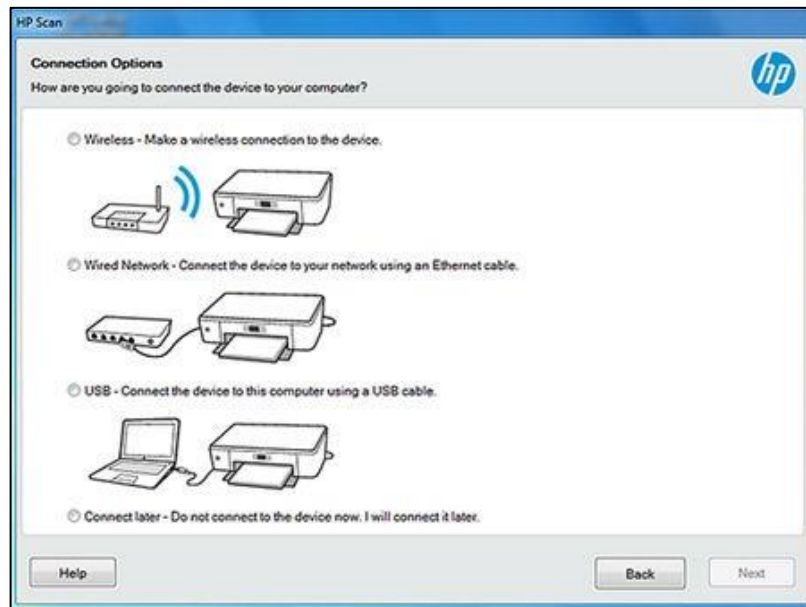 HP Scan
Connection Options
How are you going to connect the device to your computer?
hp
Wireless - Make a wireless connection to the device.
Wired Network - Connect the device to your network using an Ethernet cable.
USB - Connect the device to this computer using a USB cable.
Connect later - Do not connect to the device now. I will connect it later.
Help
Back
Next